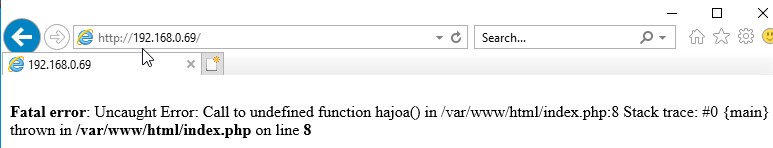 http://192.168.0.69/
Search...
192.168.0.69
Fatal error: Uncaught Error: Call to undefined function hajoa() in /var/www/html/index.php:8 Stack trace: #0 {main}
thrown in /var/www/html/index.php on line 8